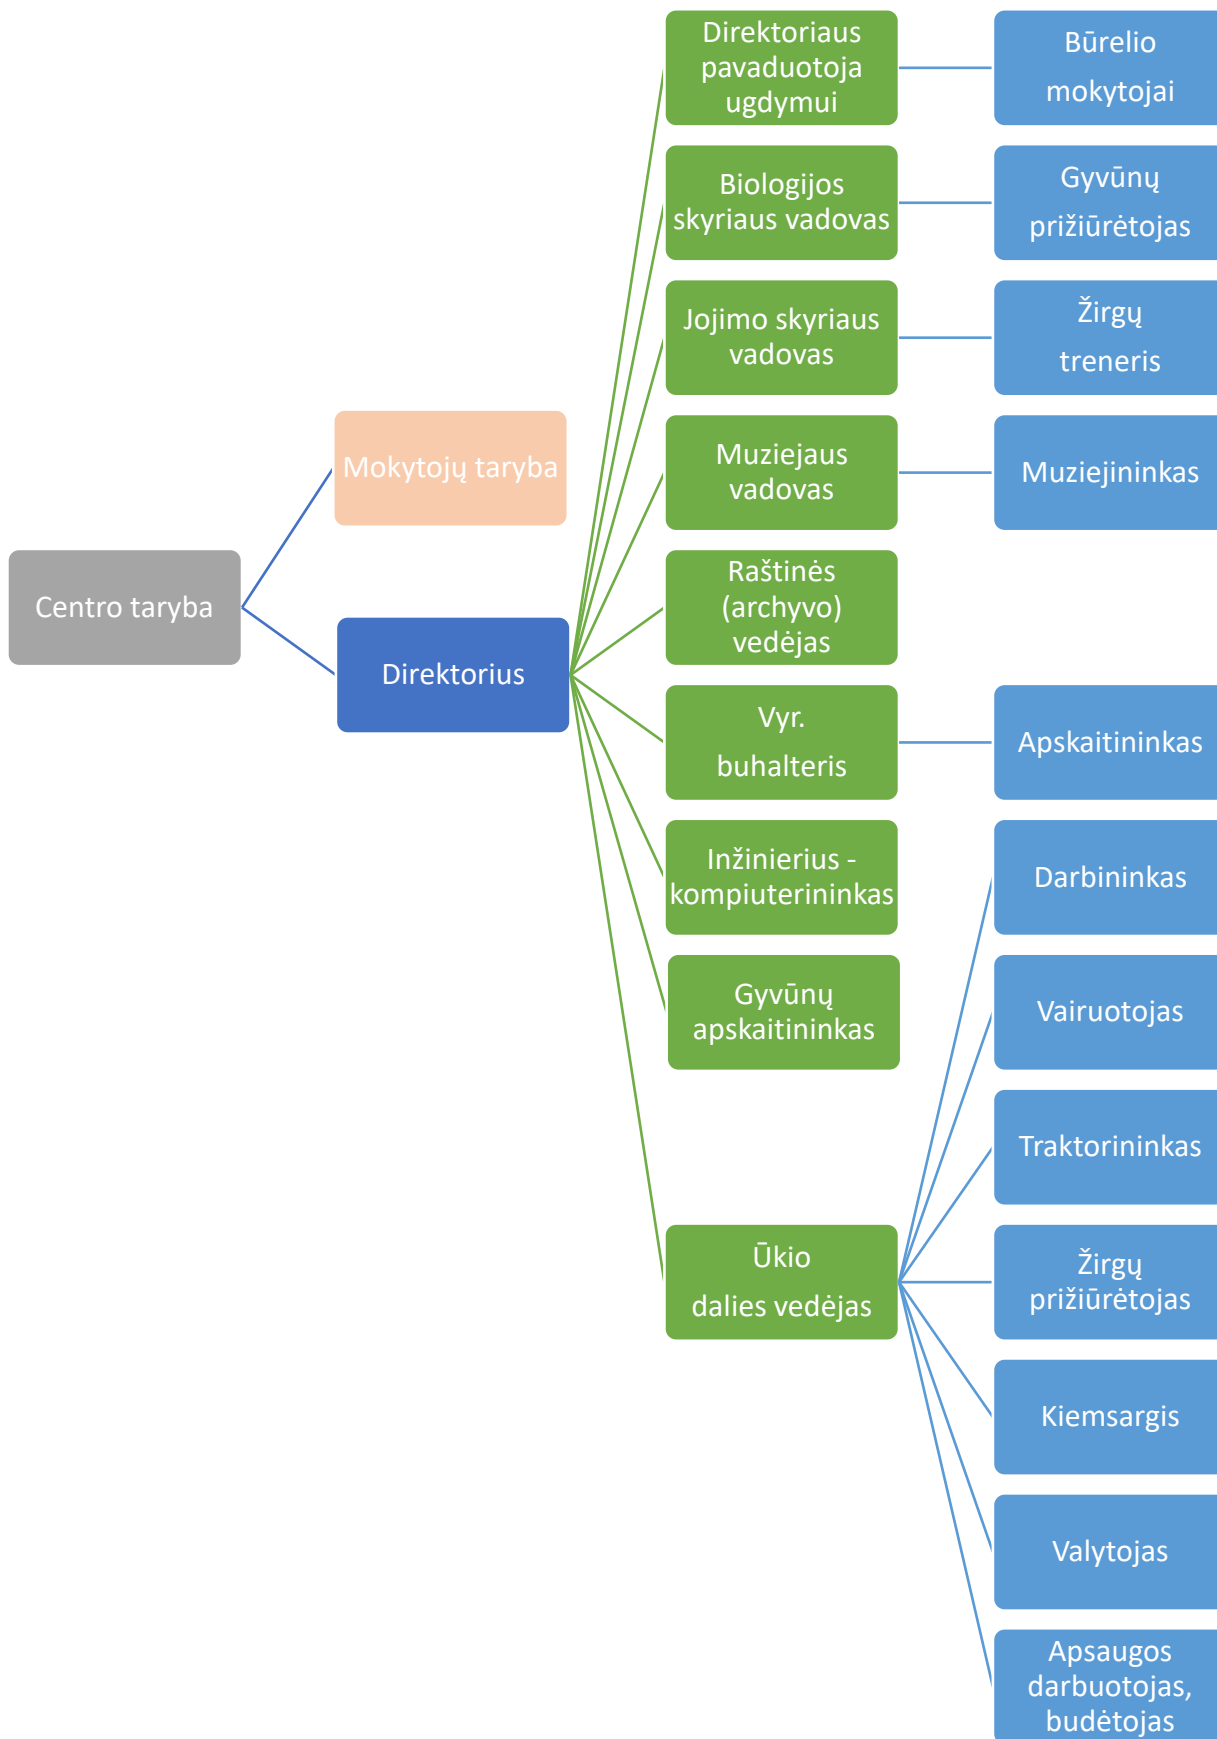 Centro taryba
Mokytojų taryba
Direktorius
Direktoriaus
pavaduotoja
ugdymui
Būrelio
mokytojai
Biologijos
skyriaus vadovas
Gyvūnų
prižiūrėtojas
Jojimo skyriaus
vadovas
Žirgų
treneris
Muziejaus
vadovas
Muziejininkas
Raštinės
(archyvo)
vedėjas
Vyr.
buhalteris
Apskaitininkas
Inžinierius -
kompiuterininkas
Gyvūnų
apskaitininkas
Ūkio
dalies vedėjas
Darbininkas
Vairuotojas
Traktorininkas
Žirgų
prižiūrėtojas
Kiemsargis
Valytojas
Apsaugos
darbuotojas,
budėtojas